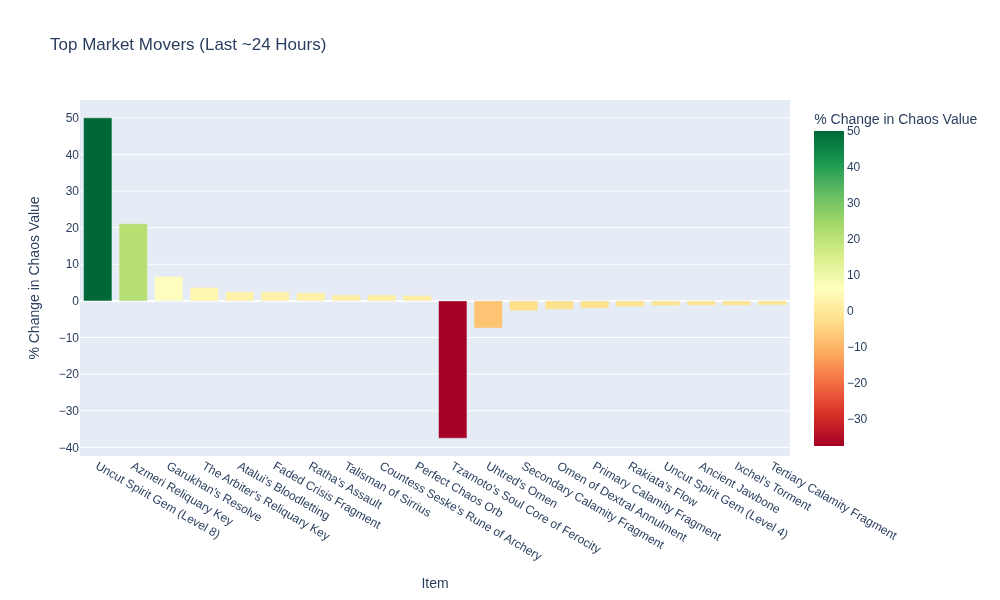 Top Market Movers (Last ~24 Hours)
% Change in Chaos Value
50
40
30
20
10
0
−10
−20
−30
−40
% Change in Chaos Value
50
40
30
20
10
0
−10
−20
−30
Uncut Spirit Gem (Level 8)
Azmeri Reliquary Key
Garukhan's Resolve
The Arbiter's Reliquary Key
Atalui's Bloodletting
Faded Crisis Fragment
Ratha's Assault
Talisman of Sirrius
Countess Seske's Rune of Archery
Perfect Chaos Orb
Tzamoto's Soul Core of Ferocity
Uhtred's Omen
Secondary Calamity Fragment
Omen of Dextral Annulment
Primary Calamity Fragment
Rakiata's Flow
Uncut Spirit Gem (Level 4)
Ancient Jawbone
Ixchel's Torment
Tertiary Calamity Fragment
Item